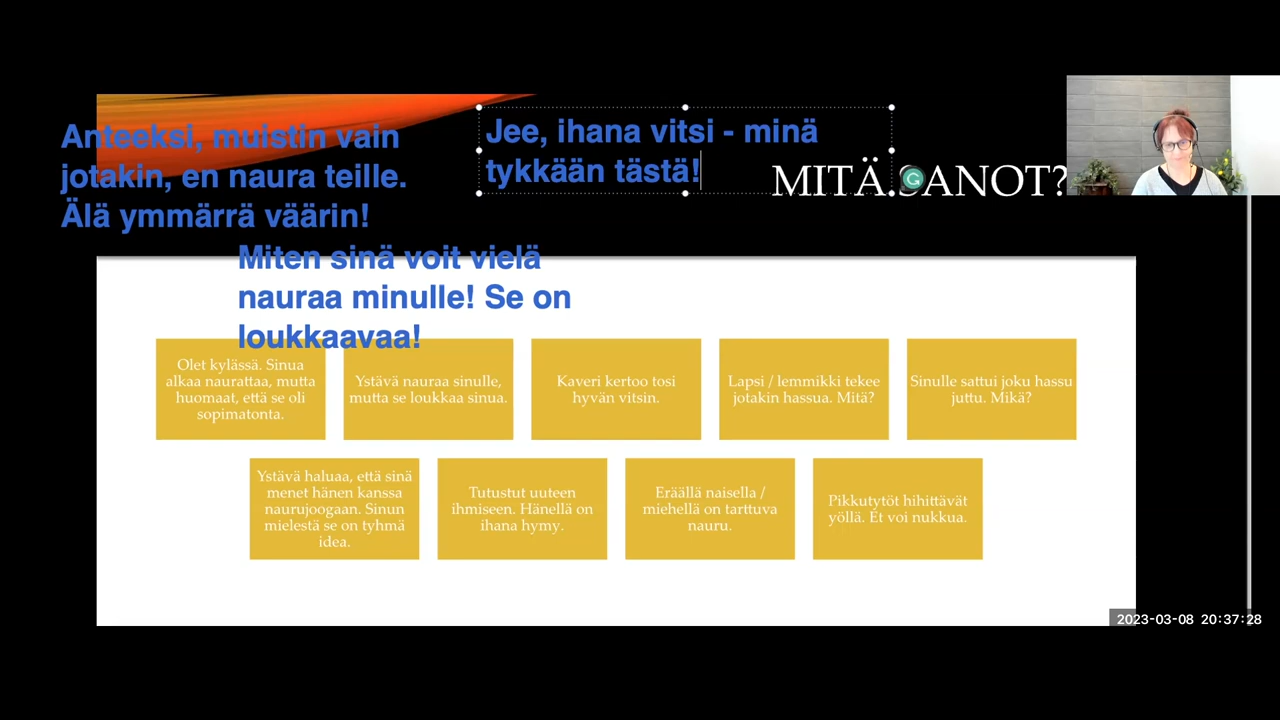 Anteeksi, muistin vain
jotakin, en naura teille.
Älä ymmärrä väärin!
Jee, ihana vitsi - minä
tykkään tästä!
MITÄ SANOT?
Miten sinä voit vielä
nauraa minulle! Se on
loukkaavaa!
Olet kylässä. Sinua
alkaa naurattaa, mutta
huomaat, että se oli
sopimatonta.
Ystävä nauraa sinulle,
mutta se loukkaa sinua.
Kaveri kertoo tosi
hyvän vitsin.
Lapsi / lemmikki tekee
jotakin hassua. Mitä?
Sinulle sattui joku hassu
juttu. Mikä?
Ystävä haluaa, että sinä
menet hänen kanssa
naurujoogaan. Sinun
mielestä se on tyhmä
idea.
Tutustut uuteen
ihmiseen. Hänellä on
ihana hymy.
Eräällä naisella /
miehellä on tarttuva
nauru.
Pikkutytöt hihittävät
yöllä. Et voi nukkua.
2023-03-08 20:37:28